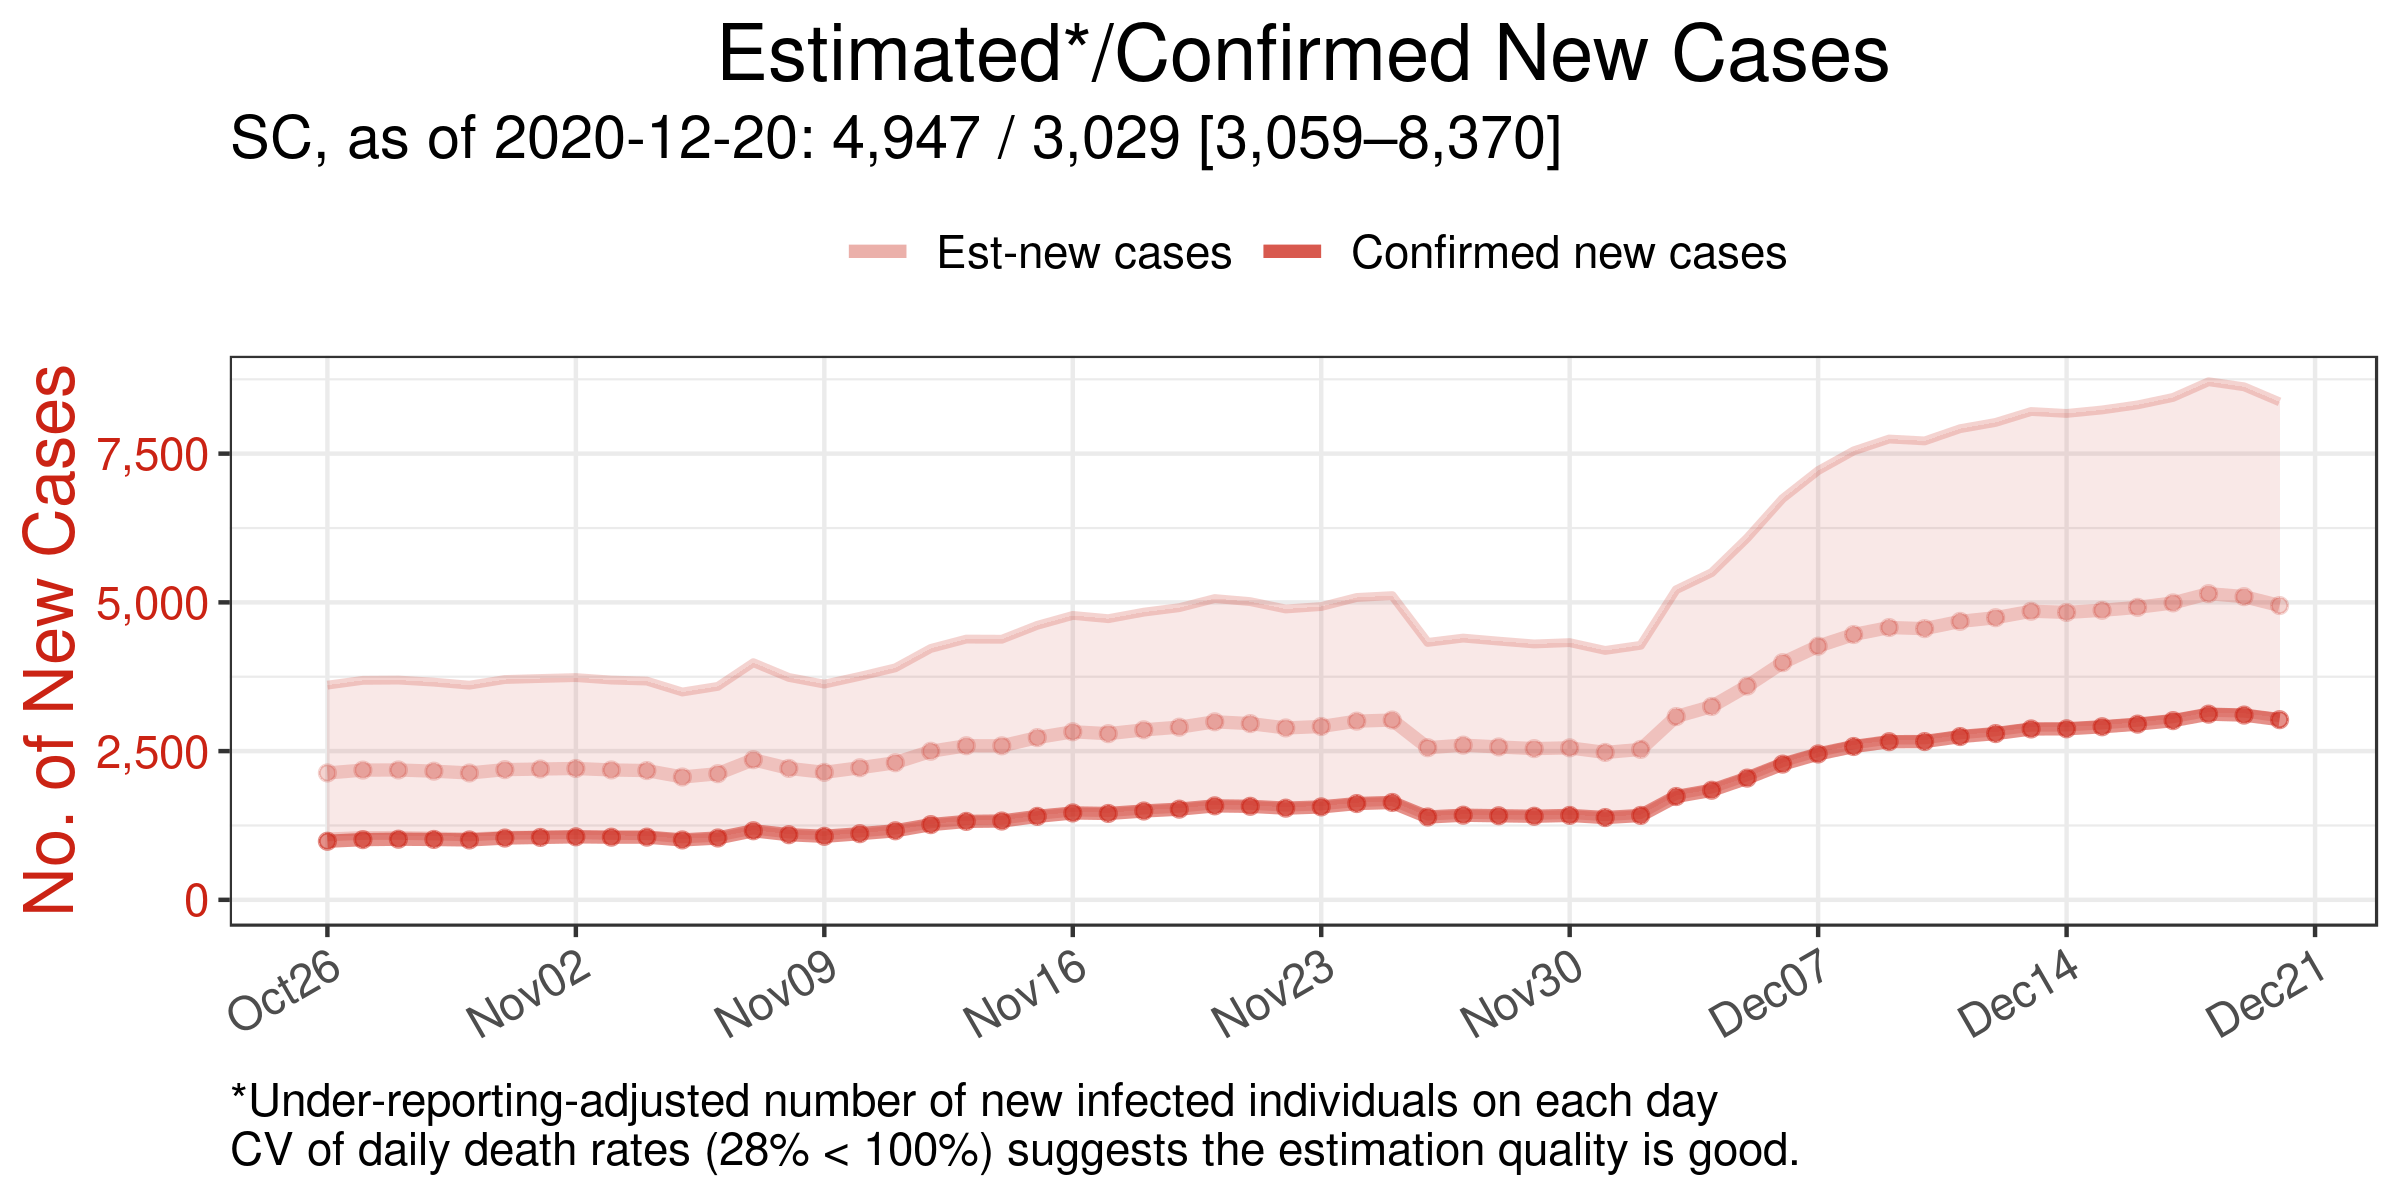 Estimated*/Confirmed New Cases
SC, as of 2020-12-20: 4,947 / 3,029 [3,059–8,370]
Est-new cases Confirmed new cases
No. of New Cases
7,500
5,000
2,500
0
Oct26 Nov02 Nov09 Nov16 Nov23 Nov30 Dec07 Dec14 Dec21
*Under-reporting-adjusted number of new infected individuals on each day
CV of daily death rates (28% < 100%) suggests the estimation quality is good.